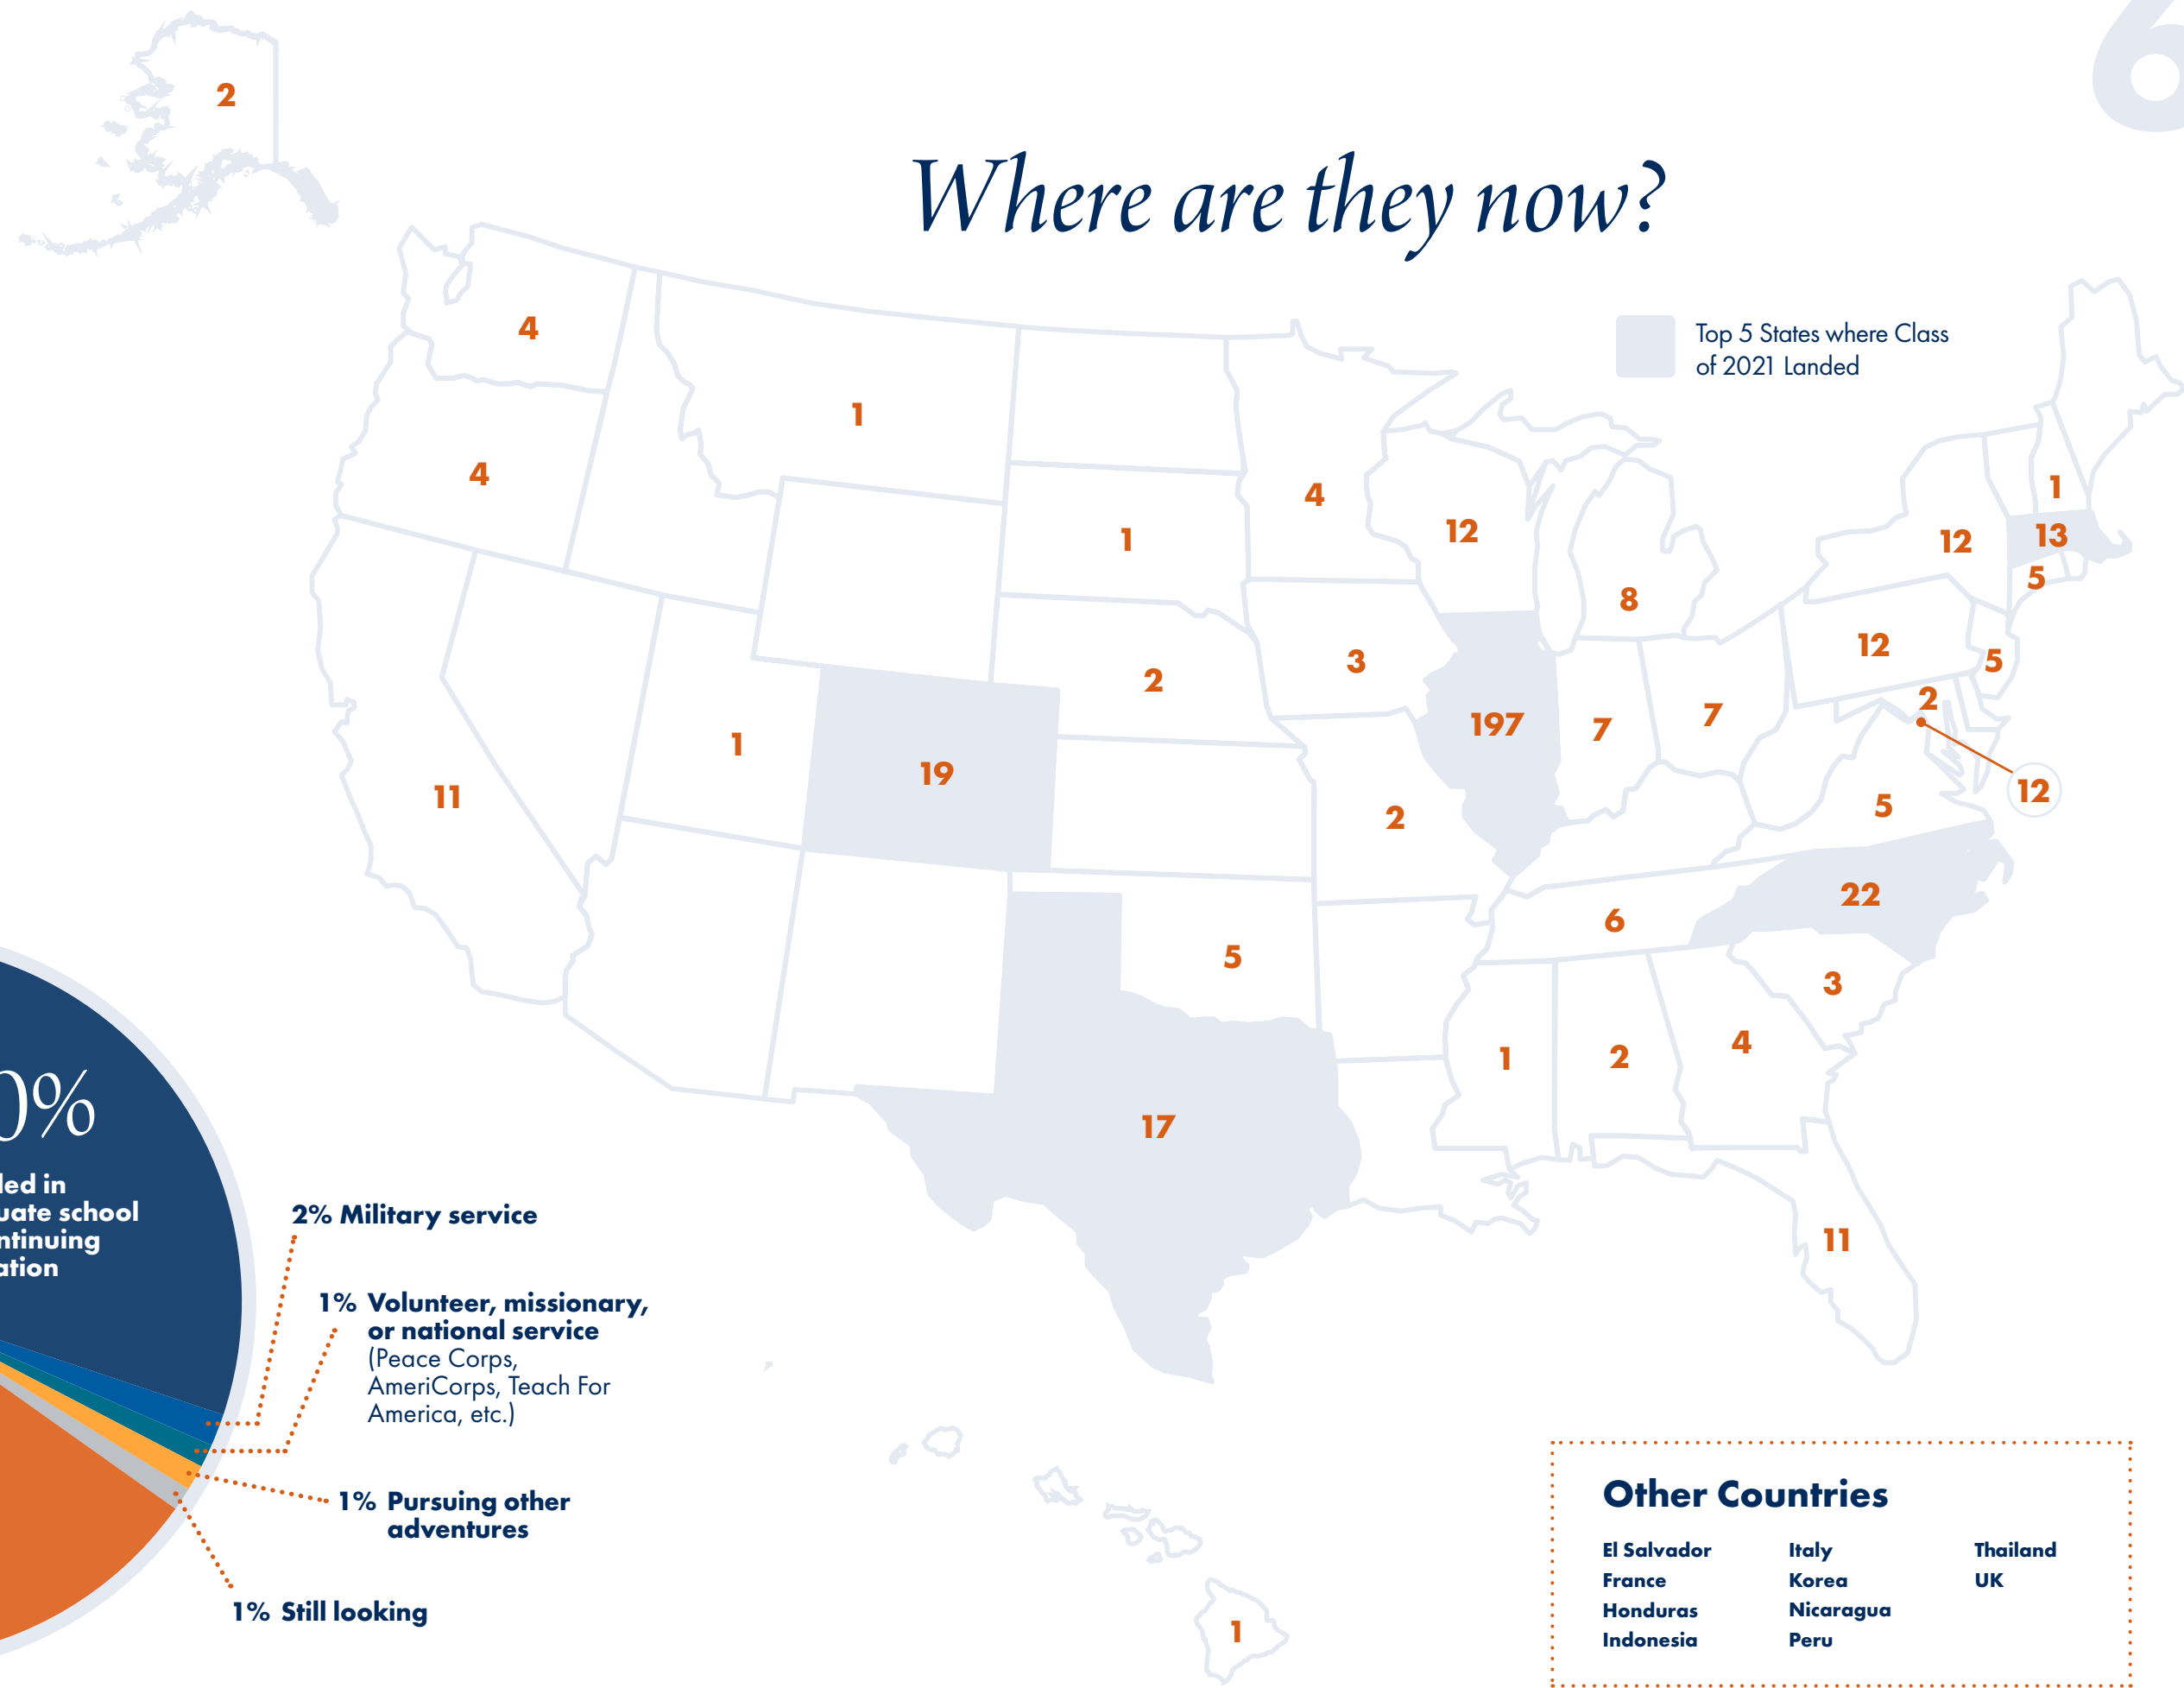 6
2
Where are they now?
Top 5 States where Class
of 2021 Landed
4
1
4
4
1
12
1
12
13
5
8
12
3
2
5
2
197
7
7
1
19
12
11
2
5
22
6
5
3
1
2
4
17
11
0%
uate school
2% Military service
1% Volunteer, missionary,
or national service
(Peace Corps,
AmeriCorps, Teach For
America, etc.)
1% Pursuing other
adventures
1% Still looking
1
Other Countries
El Salvador
France
Honduras
Indonesia
Italy
Korea
Nicaragua
Peru
Thailand
UK